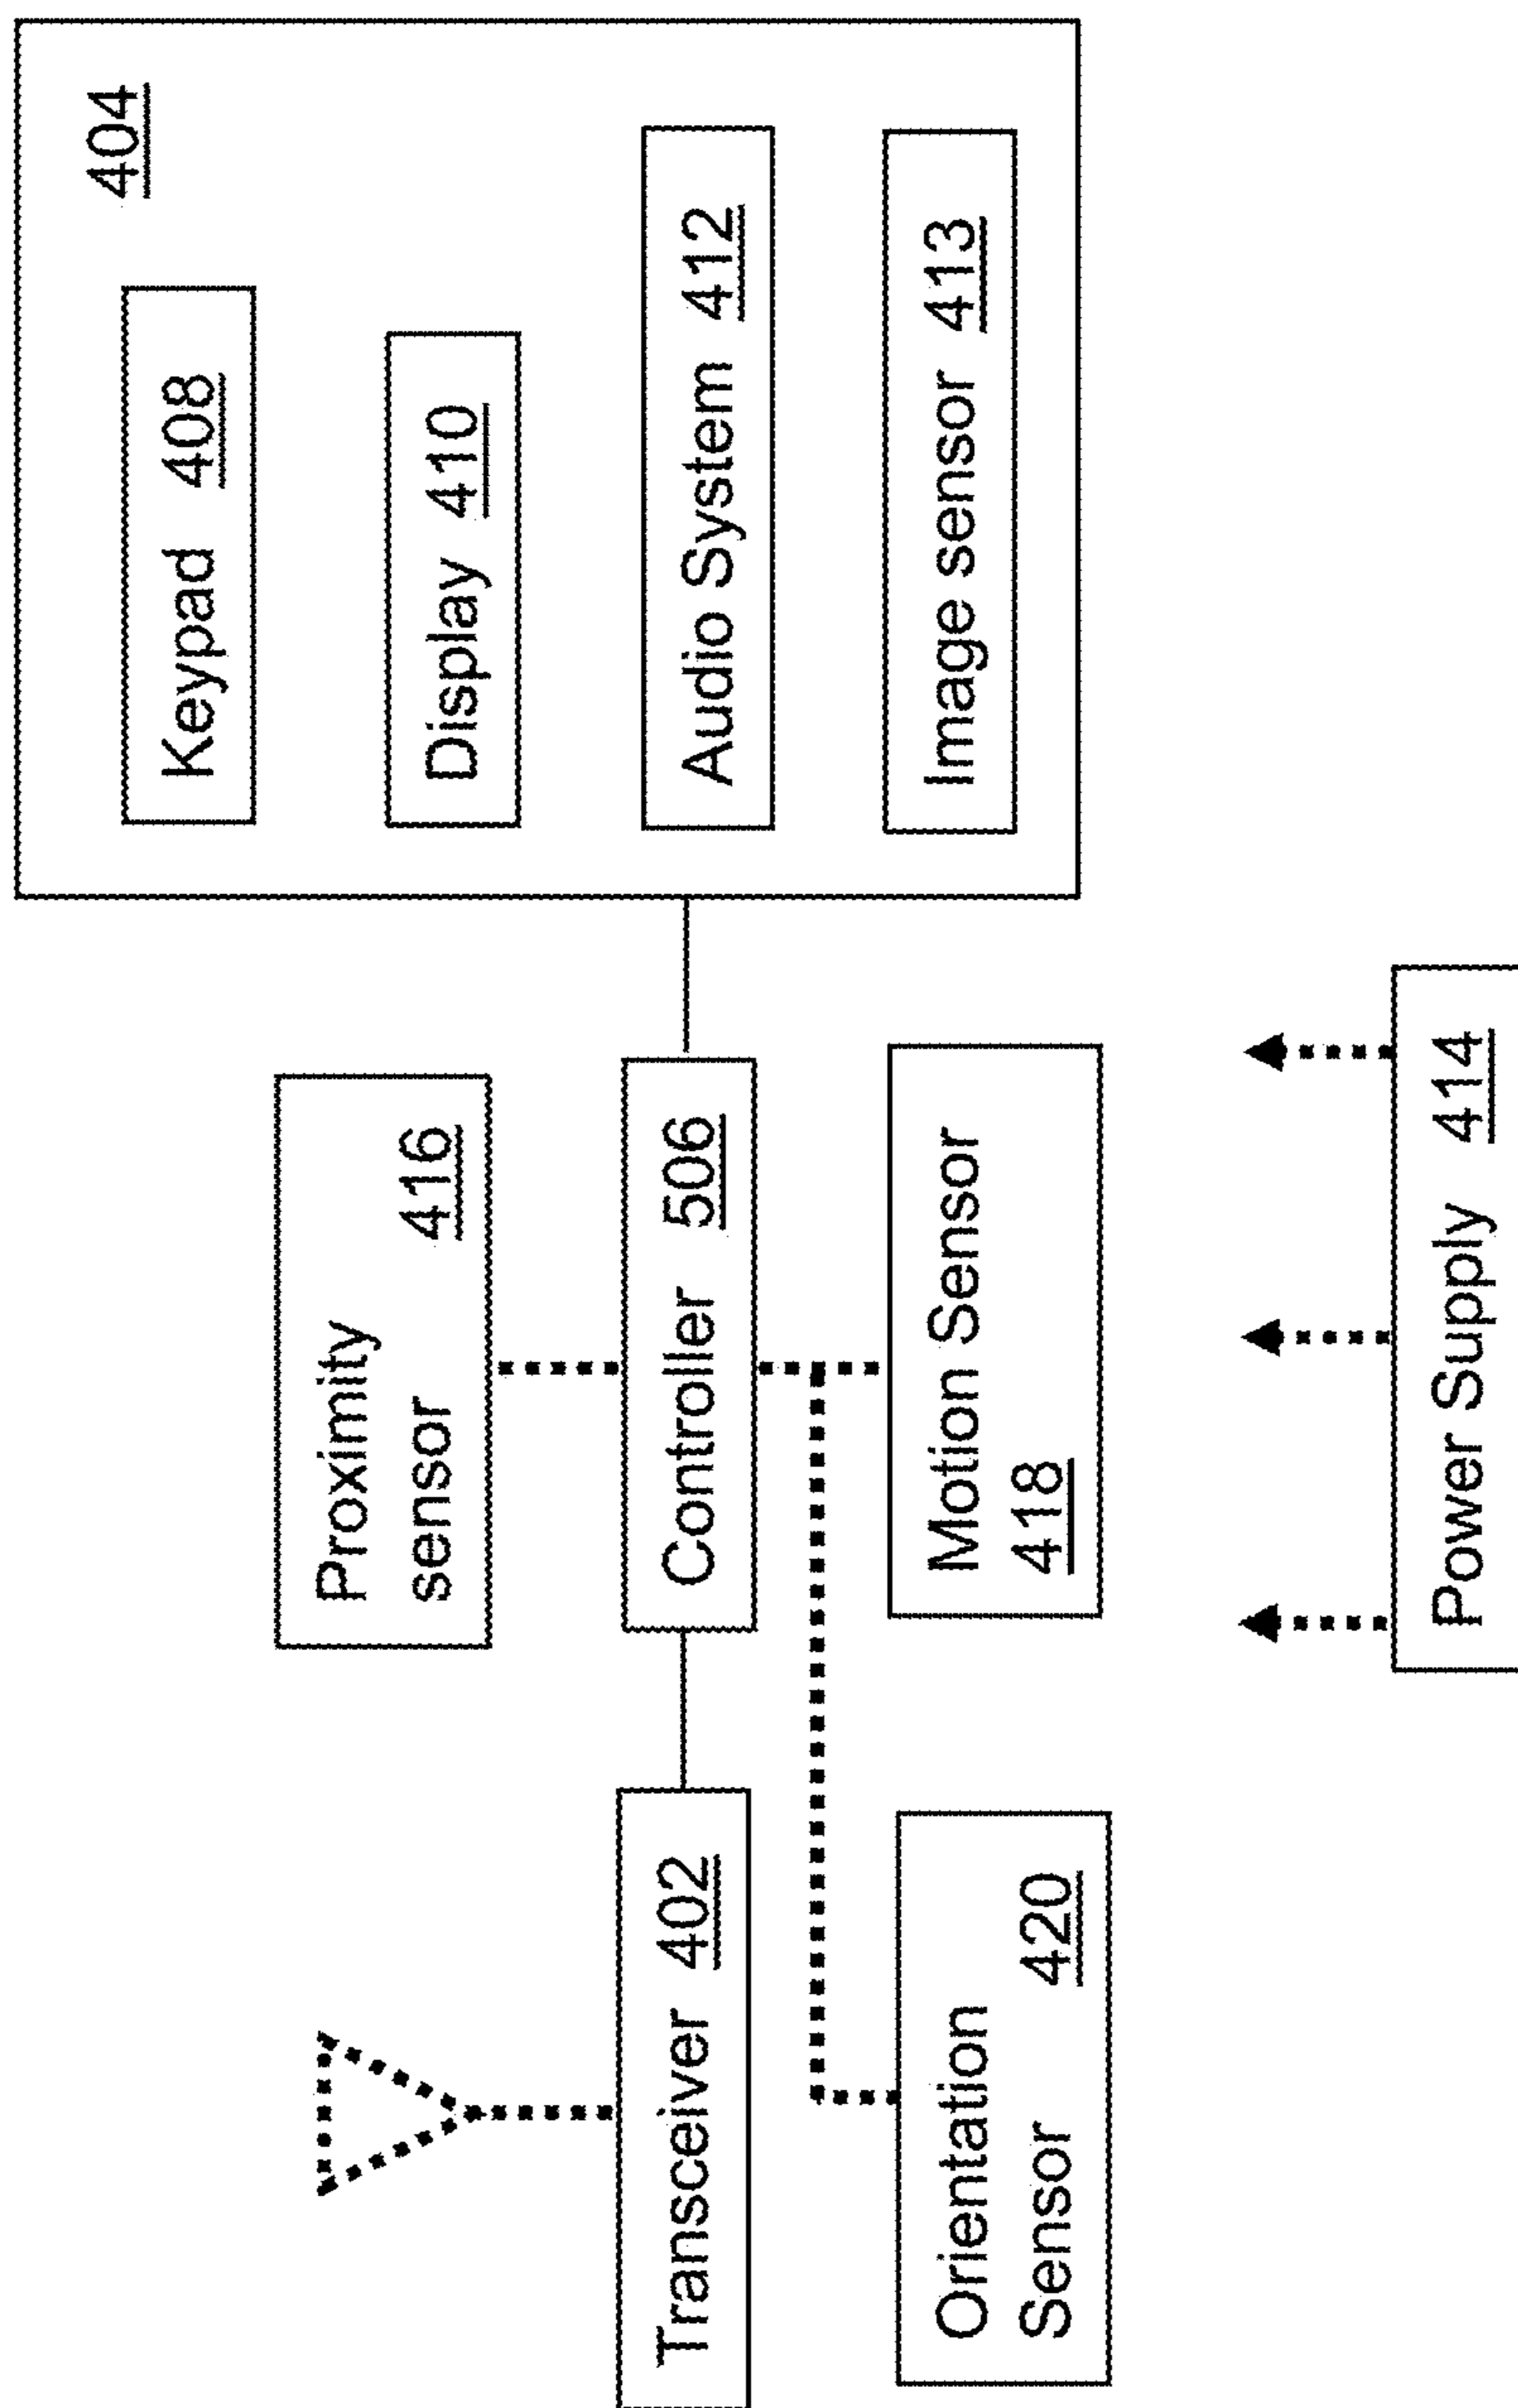 404
Keypad 408
Display 410
Audio System 412
Image sensor 413
Proximity
sensor 416
Controller 506
Motion Sensor
418
Transceiver 402
Orientation
Sensor 420
Power Supply 414